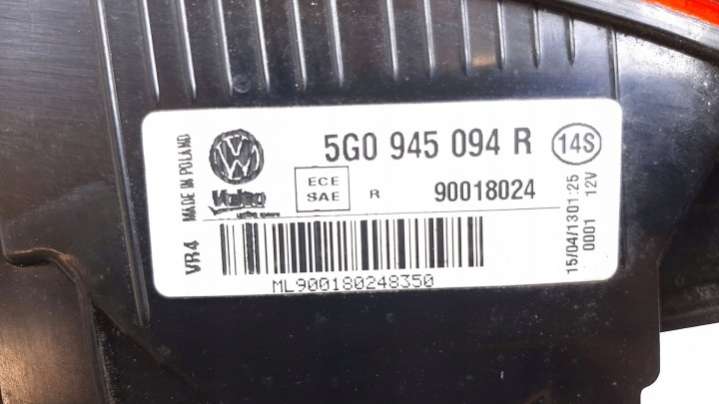 5G0 945 094 R
14S
MADE IN POLAND
VW
Valeo
ECE
SAE
R
90018024
VR4
ML900180248350
15/04/1301:25
0001 12V